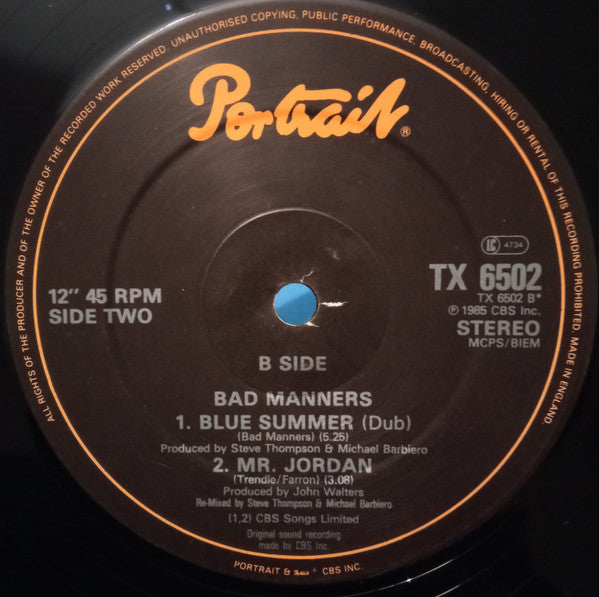 ALL RIGHTS OF THE PRODUCER AND OF THE OWNER OF THE RECORDED WORK RESERVED. UNAUTHORISED COPYING, PUBLIC PERFORMANCE, BROADCASTING, HIRING OR RENTAL OF THIS RECORDING PROHIBITED. MADE IN ENGLAND.
Portrait®
LC 4734
TX 6502
TX 6502 B*
℗ 1985 CBS Inc.
STEREO
MCPS/BIEM
12" 45 RPM
SIDE TWO
B SIDE
BAD MANNERS
1. BLUE SUMMER (Dub)
(Bad Manners) (5.25)
Produced by Steve Thompson & Michael Barbiero
2. MR. JORDAN
(Trendle/Farron) (3.08)
Produced by John Walters
Re-Mixed by Steve Thompson & Michael Barbiero
(1,2) CBS Songs Limited
Original sound recording
made by CBS Inc.
PORTRAIT & CBS INC.